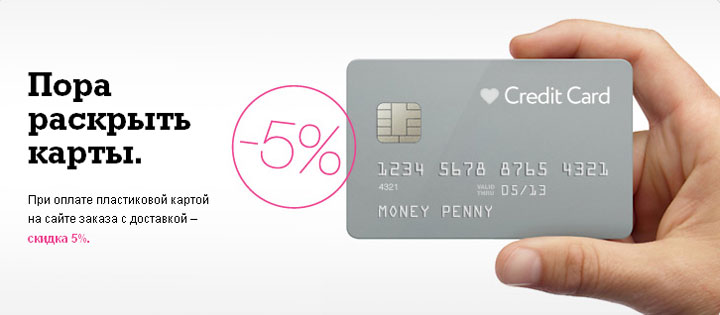 Пора
раскрыть
карты.
При оплате пластиковой картой
на сайте заказа с доставкой –
скидка 5%.
-5%
Credit Card
1234 5678 8765 4321
4321
VALID
THRU 05/13
MONEY PENNY